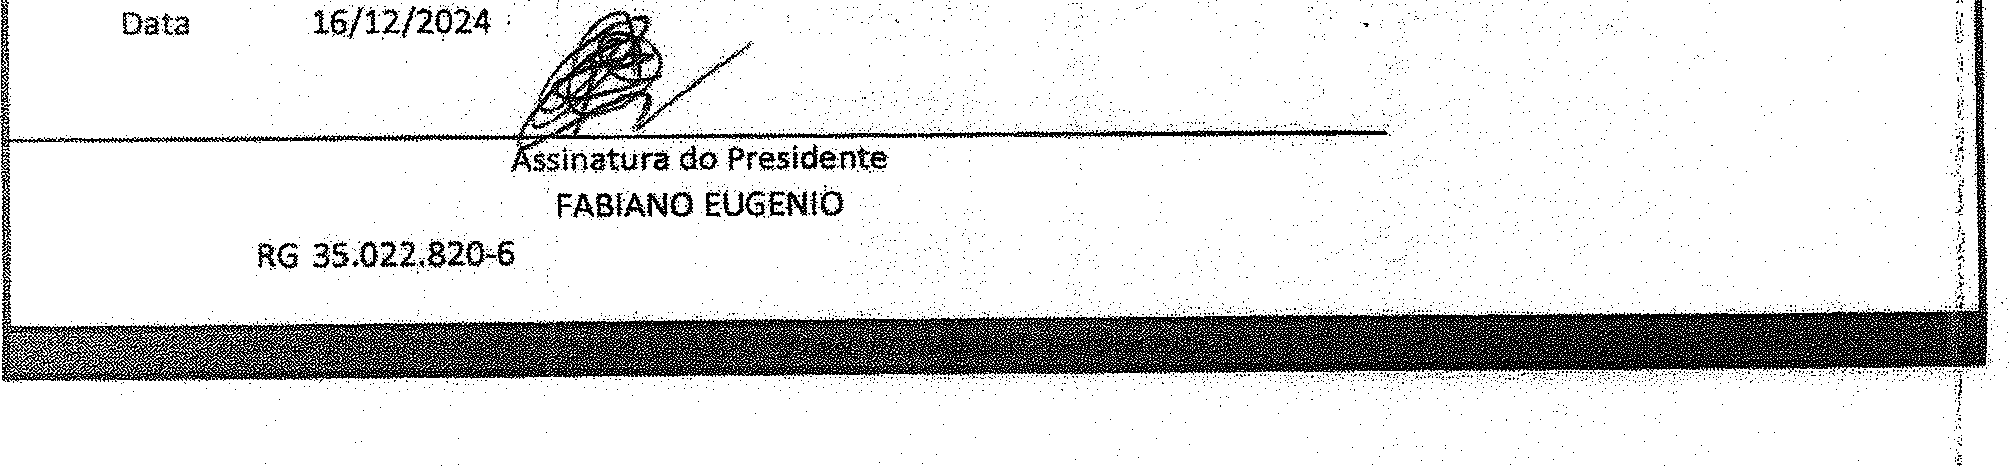 Data 16/12/2024
Assinatura do Presidente
FABIANO EUGENIO
RG 35.022.820-6